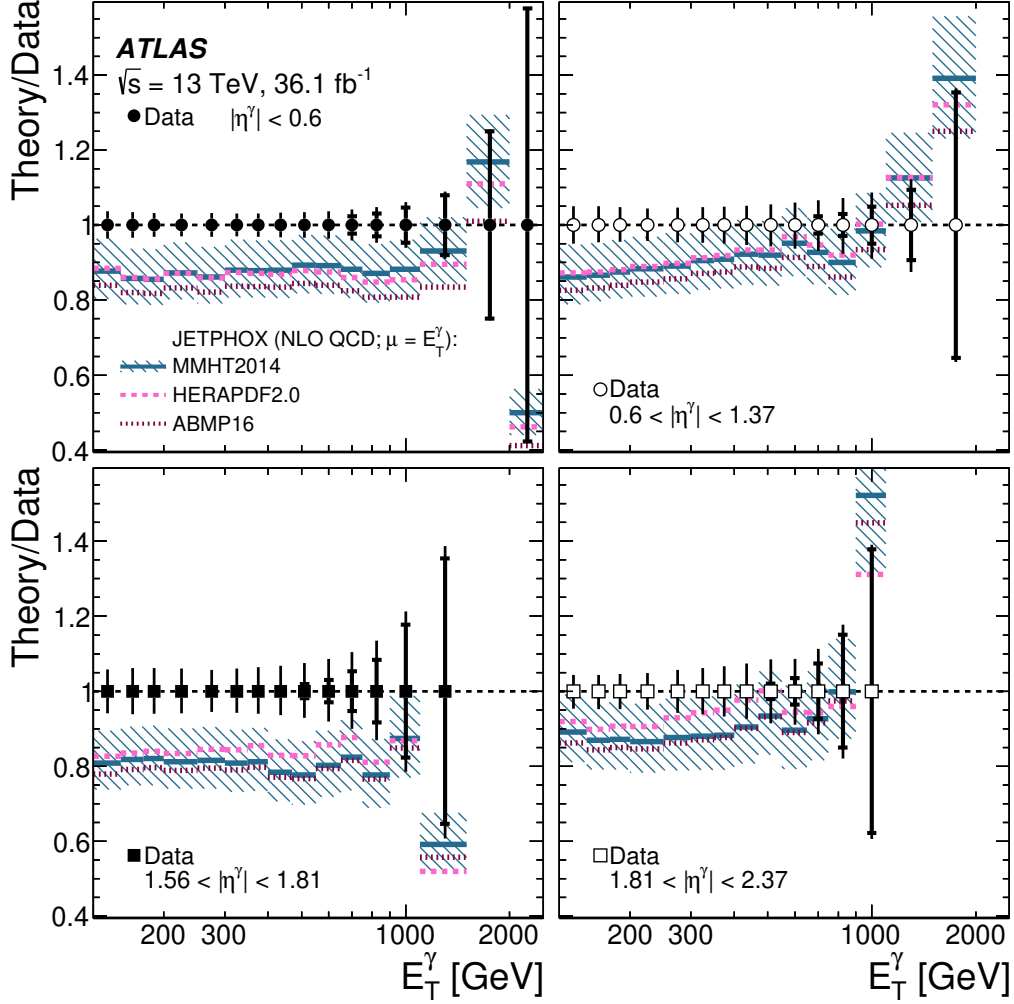 Theory/Data
1.4
1.2
1
0.8
0.6
0.4
ATLAS
√s = 13 TeV, 36.1 fb⁻¹
Data |η^γ| < 0.6
JETPHOX (NLO QCD; μ = E_T^γ):
MMHT2014
HERAPDF2.0
ABMP16
Data
0.6 < |η^γ| < 1.37
Theory/Data
1.4
1.2
1
0.8
0.6
0.4
Data
1.56 < |η^γ| < 1.81
Data
1.81 < |η^γ| < 2.37
200 300 1000 2000
200 300 1000 2000
E_T^γ [GeV]
E_T^γ [GeV]